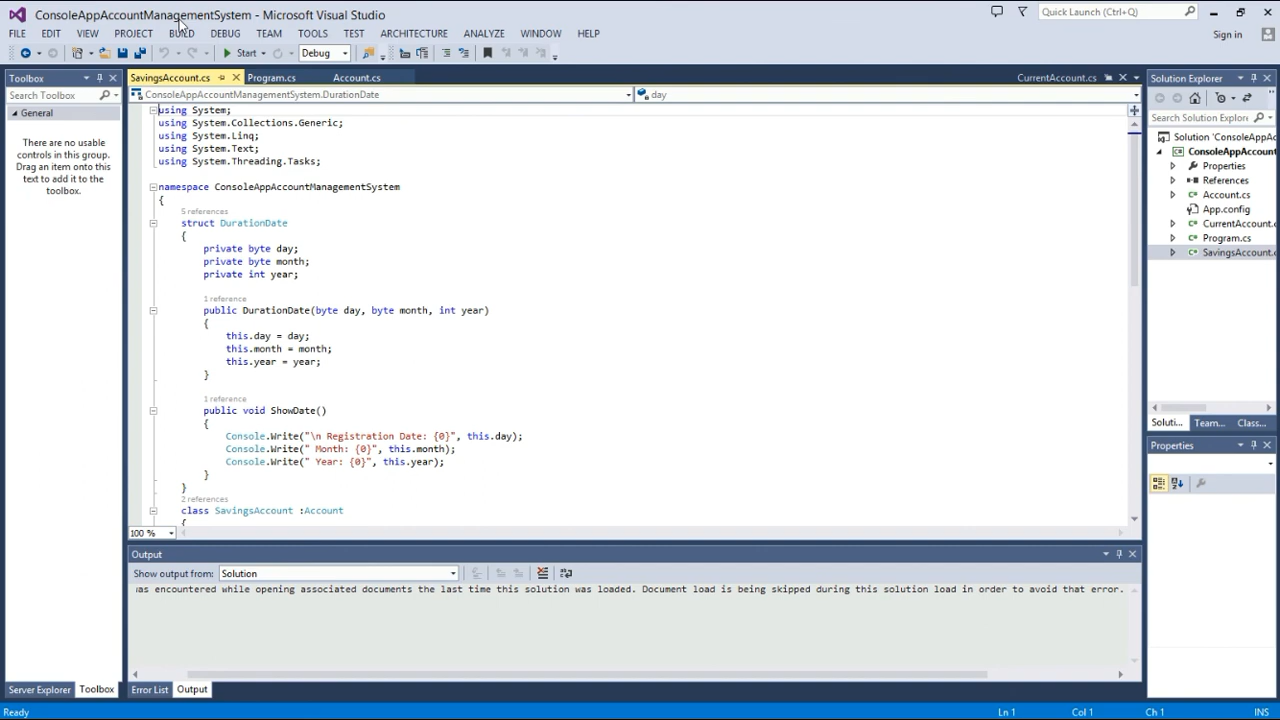 ConsoleAppAccountManagementSystem - Microsoft Visual Studio
Quick Launch (Ctrl+Q)
FILE EDIT VIEW PROJECT BUILD DEBUG TEAM TOOLS TEST ARCHITECTURE ANALYZE WINDOW HELP
Sign in
Start Debug
Toolbox
Search Toolbox
General
There are no usable
controls in this group.
Drag an item onto this
text to add it to the
toolbox.
SavingsAccount.cs Program.cs Account.cs CurrentAccount.cs
ConsoleAppAccountManagementSystem.DurationDate day
using System;
using System.Collections.Generic;
using System.Linq;
using System.Text;
using System.Threading.Tasks;
namespace ConsoleAppAccountManagementSystem
{
5 references
struct DurationDate
{
private byte day;
private byte month;
private int year;
1 reference
public DurationDate(byte day, byte month, int year)
{
this.day = day;
this.month = month;
this.year = year;
}
1 reference
public void ShowDate()
{
Console.Write("\n Registration Date: {0}", this.day);
Console.Write(" Month: {0}", this.month);
Console.Write(" Year: {0}", this.year);
}
}
2 references
class SavingsAccount :Account
{
100 %
Solution Explorer
Search Solution Explorer
Solution 'ConsoleAppAccou
ConsoleAppAccount
Properties
References
Account.cs
App.config
CurrentAccount.c
Program.cs
SavingsAccount.c
Soluti... Team... Class...
Properties
Output
Show output from: Solution
as encountered while opening associated documents the last time this solution was loaded. Document load is being skipped during this solution load in order to avoid that error.
Server Explorer Toolbox Error List Output
Ln 1 Col 1 Ch 1 INS